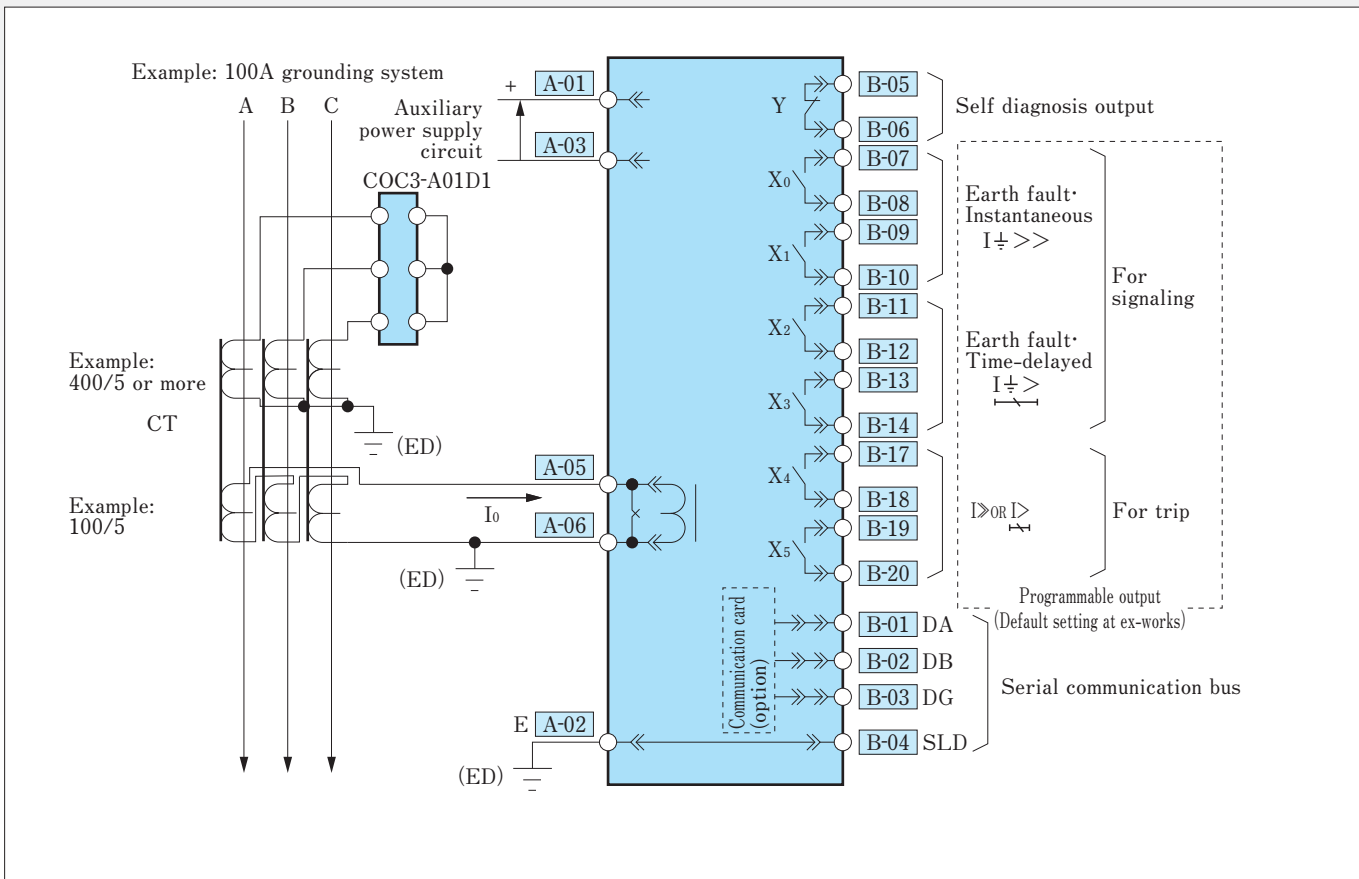 Example: 100A grounding system
A B C
Auxiliary
power supply
circuit
+
A-01
A-03
COC3-A01D1
Example:
400/5 or more
CT
(ED)
Example:
100/5
A-05
I0
A-06
(ED)
E A-02
(ED)
Y
X0
X1
X2
X3
X4
X5
Communication card
(option)
B-05
B-06
B-07
B-08
B-09
B-10
B-11
B-12
B-13
B-14
B-17
B-18
B-19
B-20
B-01 DA
B-02 DB
B-03 DG
B-04 SLD
Self diagnosis output
Earth fault·
Instantaneous
I⏚>>
Earth fault·
Time-delayed
I⏚>
For
signaling
I≫OR I>
For trip
Programmable output
(Default setting at ex-works)
Serial communication bus